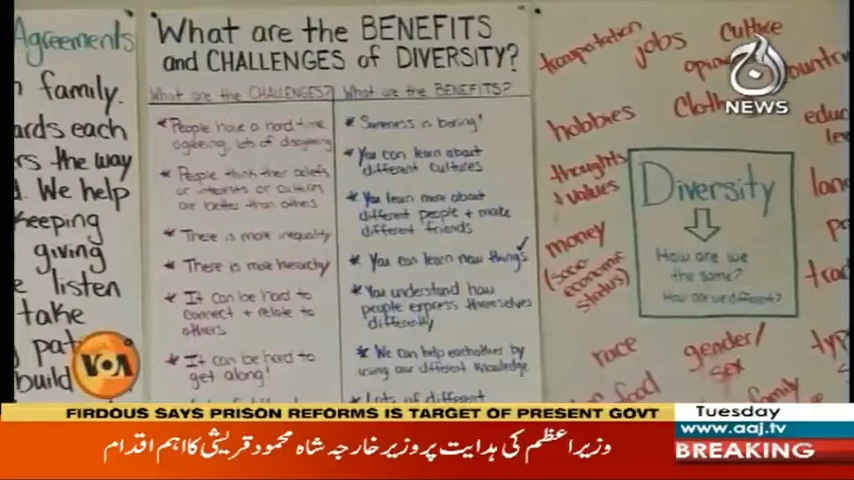 Agreements
family.
ards each
rs the way
We help
keeping
giving
listen
take
pat
build
What are the BENEFITS
and CHALLENGES of DIVERSITY?
What are the CHALLENGES?
* People have a hard time
agreeing, lots of
* People think their beliefs
or interests or culture
are better than others
* There is more inequality
* There is more hierarchy
* It can be hard to
connect + relate to
others
* It can be hard to
get along!
What are the BENEFITS?
* Sameness is boring!
* You can learn about
different cultures
* You learn more about
different people + make
different friends
* You can learn new things
* You understand how
people express themselves
differently
* We can help eachother by
using our different knowledge
* Lots of different
transportation
jobs
Culture
hobbies
thoughts
+ values
money
(socio-
economic
status)
race
gender/
sex
food
family
Diversity
How are we
the same?
How are we different?
آج
NEWS
VOA
FIRDOUS SAYS PRISON REFORMS IS TARGET OF PRESENT GOVT
Tuesday
www.aaj.tv
BREAKING
وزیراعظم کی ہدایت پر وزیر خارجہ شاہ محمود قریشی کا اہم اقدام